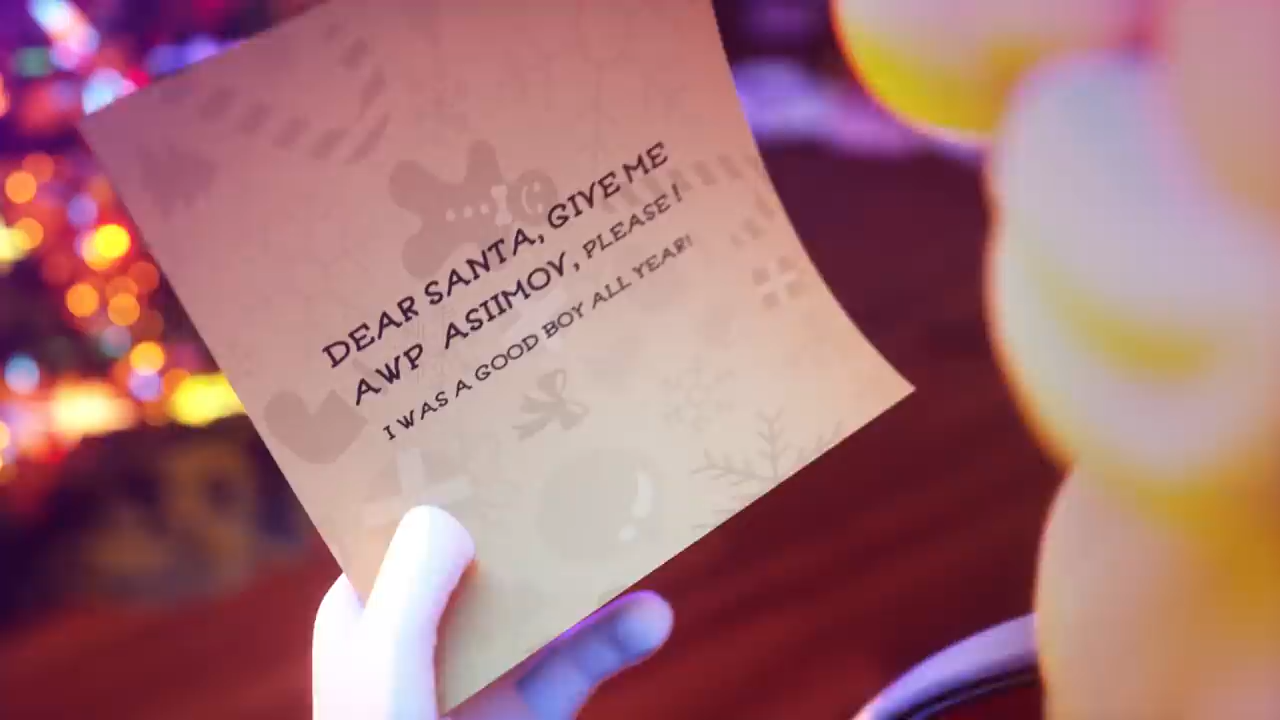 DEAR SANTA, GIVE ME
AWP ASIIMOV, PLEASE!
I WAS A GOOD BOY ALL YEAR!